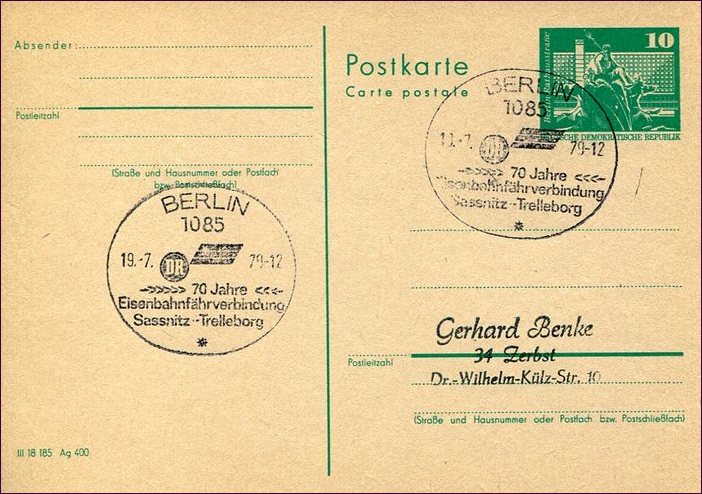 Absender:
Postleitzahl
(Straße und Hausnummer oder Postfach
bzw. Postschließfach)
BERLIN
1085
19.-7. DR 79-12
70 Jahre
Eisenbahnfährverbindung
Sassnitz--Trelleborg
III 18 185 Ag 400
Postkarte
Carte postale
10
Berlin
DEUTSCHE DEMOKRATISCHE REPUBLIK
BERLIN
1085
19.-7. DR 79-12
70 Jahre
Eisenbahnfährverbindung
Sassnitz--Trelleborg
Gerhard Benke
34 Zerbst
Postleitzahl
Dr.-Wilhelm-Külz-Str. 10
(Straße und Hausnummer oder Postfach bzw. Postschließfach)